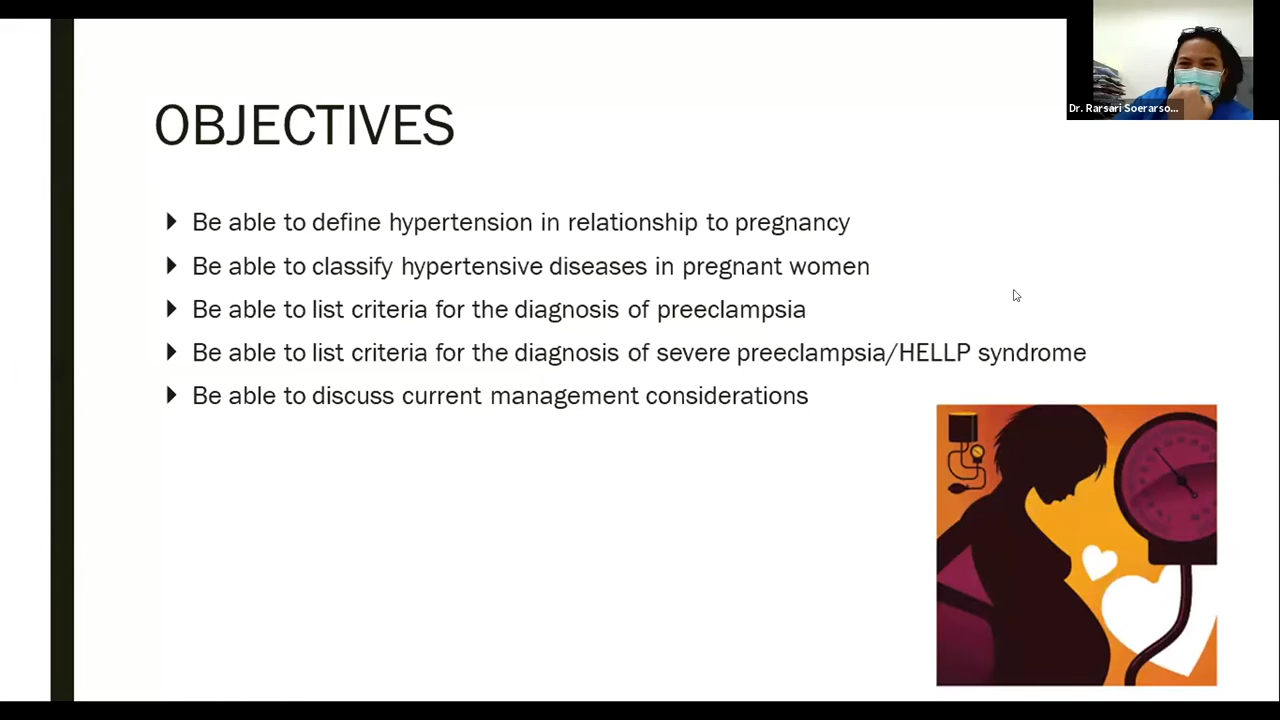 Dr. Rarsari Soerarso...
OBJECTIVES
Be able to define hypertension in relationship to pregnancy
Be able to classify hypertensive diseases in pregnant women
Be able to list criteria for the diagnosis of preeclampsia
Be able to list criteria for the diagnosis of severe preeclampsia/HELLP syndrome
Be able to discuss current management considerations